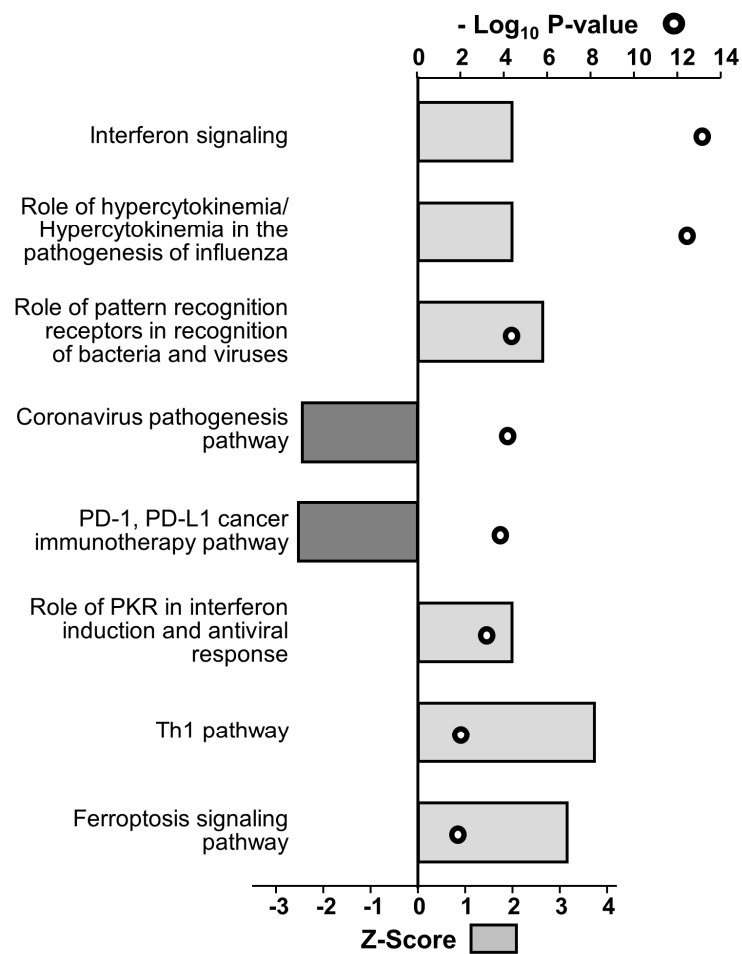 - Log10 P-value
0 2 4 6 8 10 12 14
Interferon signaling
Role of hypercytokinemia/
Hypercytokinemia in the
pathogenesis of influenza
Role of pattern recognition
receptors in recognition
of bacteria and viruses
Coronavirus pathogenesis
pathway
PD-1, PD-L1 cancer
immunotherapy pathway
Role of PKR in interferon
induction and antiviral
response
Th1 pathway
Ferroptosis signaling
pathway
-3 -2 -1 0 1 2 3 4
Z-Score